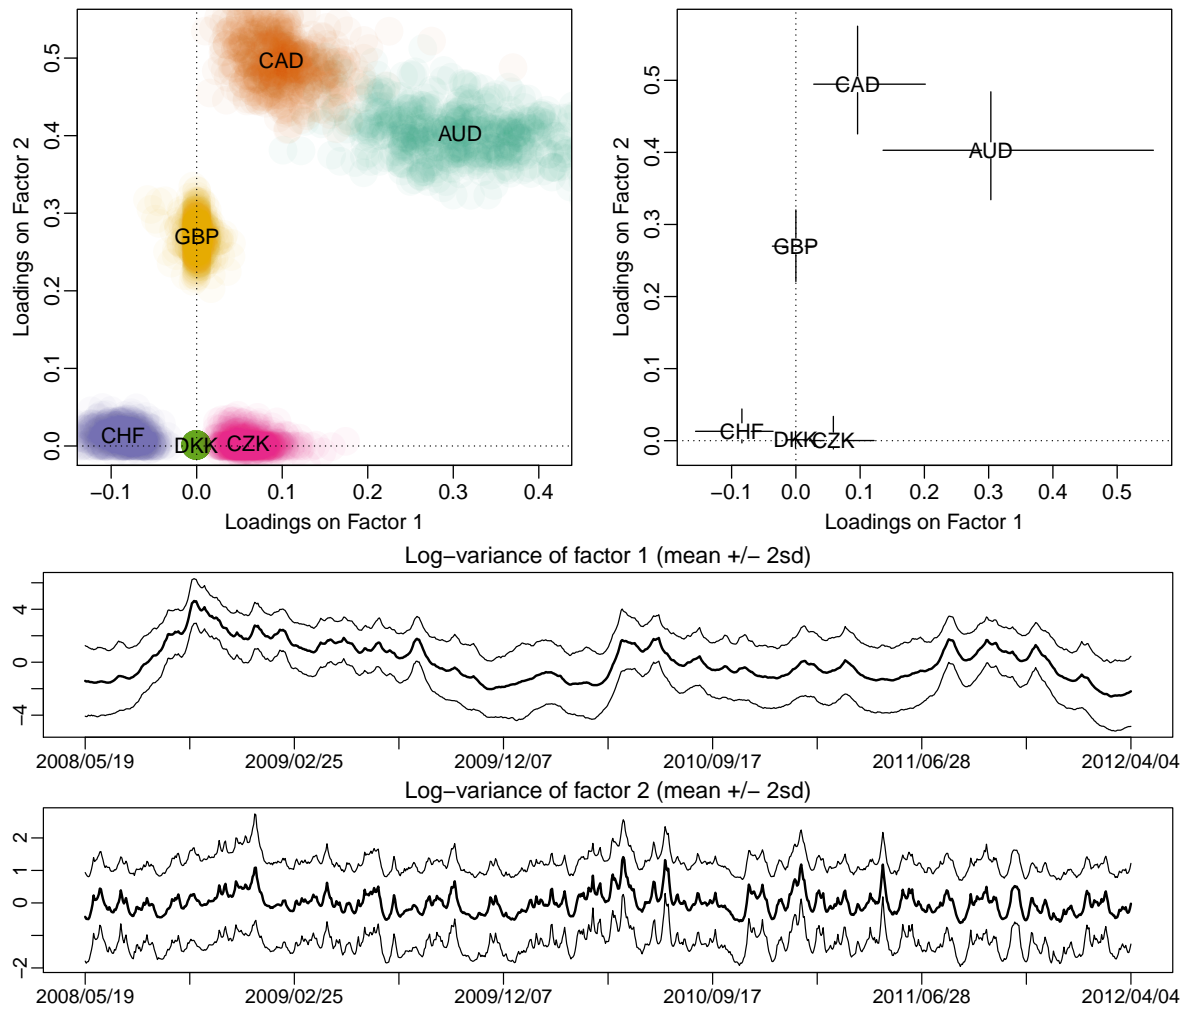 CAD
AUD
GBP
CHF
DKK
CZK
0.0 0.1 0.2 0.3 0.4 0.5
Loadings on Factor 2
−0.1 0.0 0.1 0.2 0.3 0.4
Loadings on Factor 1
CAD
AUD
GBP
CHF
DKK
CZK
0.0 0.1 0.2 0.3 0.4 0.5
Loadings on Factor 2
−0.1 0.0 0.1 0.2 0.3 0.4 0.5
Loadings on Factor 1
Log−variance of factor 1 (mean +/− 2sd)
−4 0 4
2008/05/19 2009/02/25 2009/12/07 2010/09/17 2011/06/28 2012/04/04
Log−variance of factor 2 (mean +/− 2sd)
−2 0 1 2
2008/05/19 2009/02/25 2009/12/07 2010/09/17 2011/06/28 2012/04/04